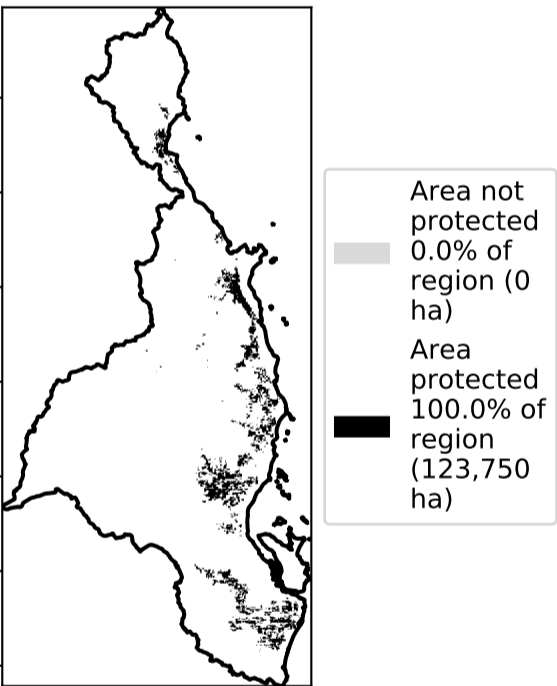 Area not
protected
0.0% of
region (0
ha)
Area
protected
100.0% of
region
(123,750
ha)